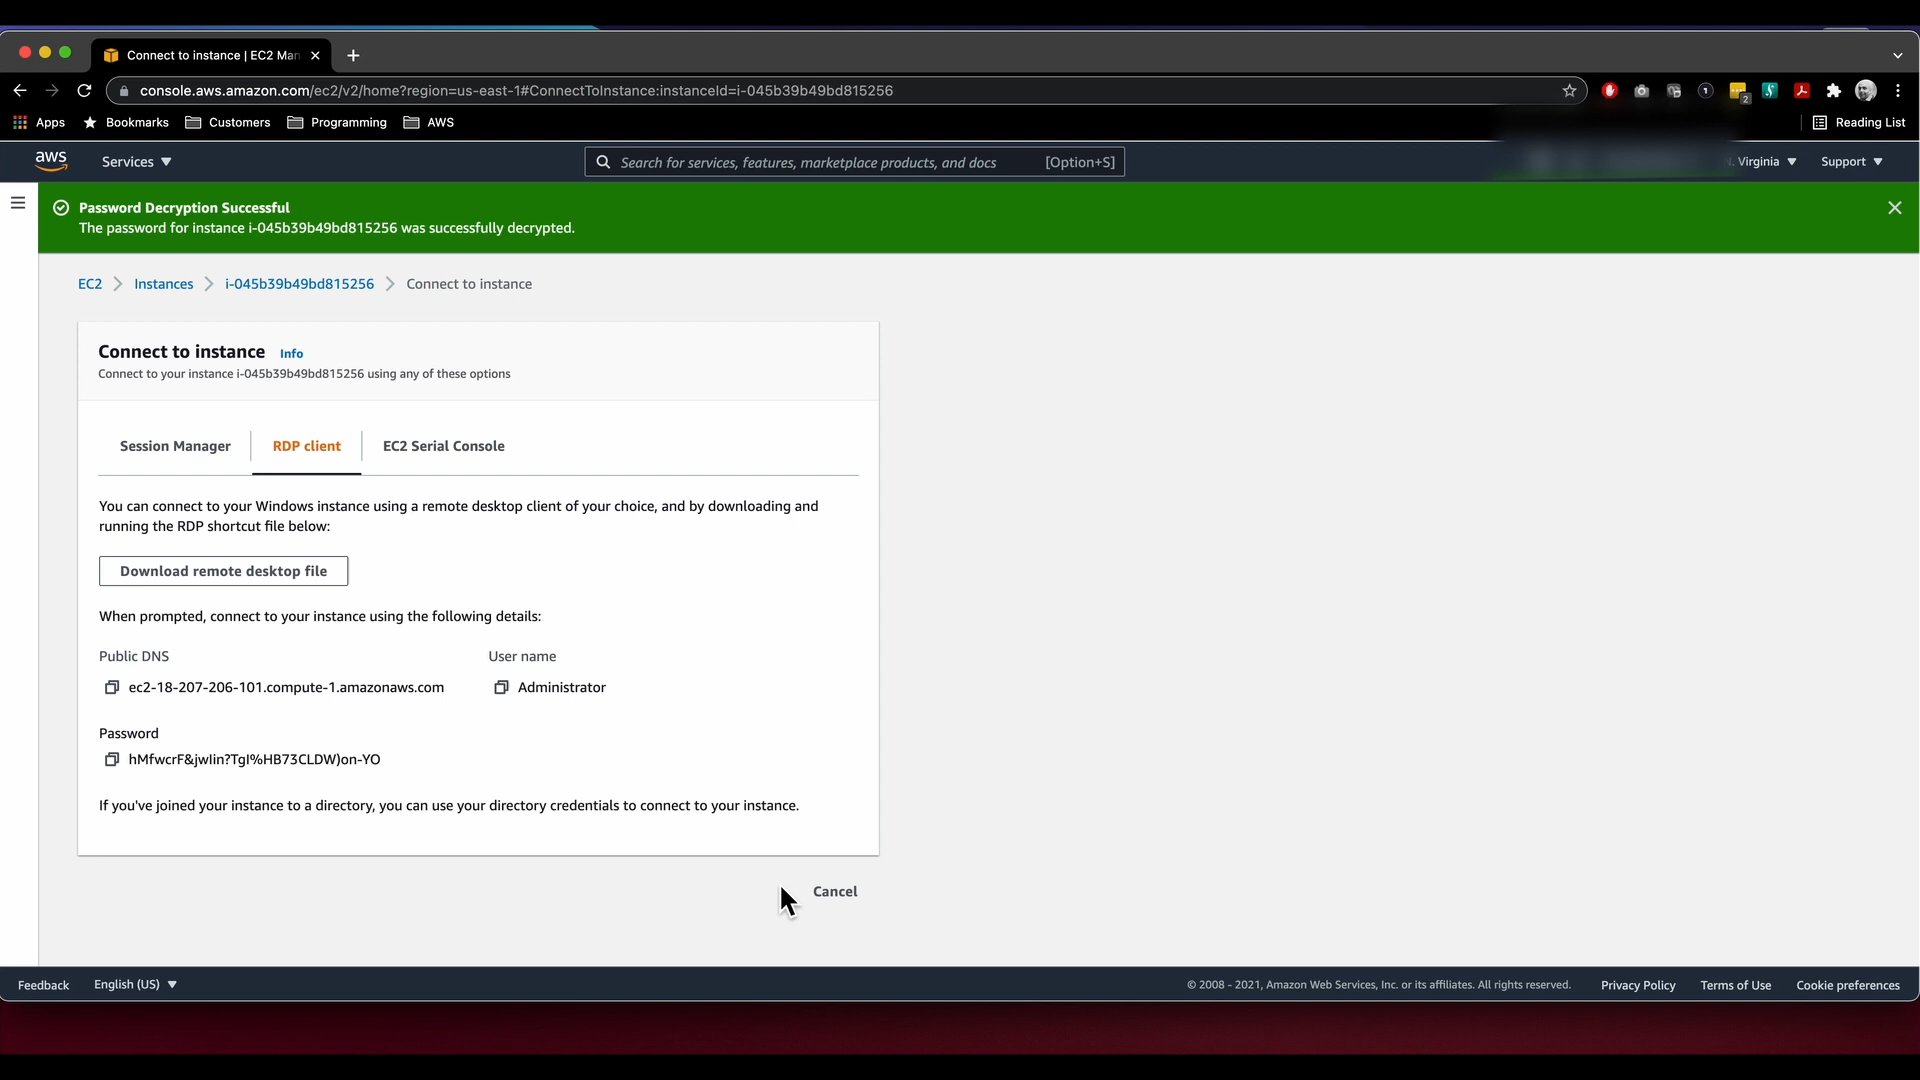 Connect to instance | EC2 Man
console.aws.amazon.com/ec2/v2/home?region=us-east-1#ConnectToInstance:instanceId=i-045b39b49bd815256
Apps
Bookmarks
Customers
Programming
AWS
Reading List
aws
Services
Search for services, features, marketplace products, and docs
[Option+S]
Virginia
Support
Password Decryption Successful
The password for instance i-045b39b49bd815256 was successfully decrypted.
EC2
Instances
i-045b39b49bd815256
Connect to instance
Connect to instance Info
Connect to your instance i-045b39b49bd815256 using any of these options
Session Manager
RDP client
EC2 Serial Console
You can connect to your Windows instance using a remote desktop client of your choice, and by downloading and
running the RDP shortcut file below:
Download remote desktop file
When prompted, connect to your instance using the following details:
Public DNS
User name
ec2-18-207-206-101.compute-1.amazonaws.com
Administrator
Password
hMfwcrF&jwIin?TgI%HB73CLDW)on-YO
If you've joined your instance to a directory, you can use your directory credentials to connect to your instance.
Cancel
Feedback
English (US)
© 2008 - 2021, Amazon Web Services, Inc. or its affiliates. All rights reserved.
Privacy Policy
Terms of Use
Cookie preferences